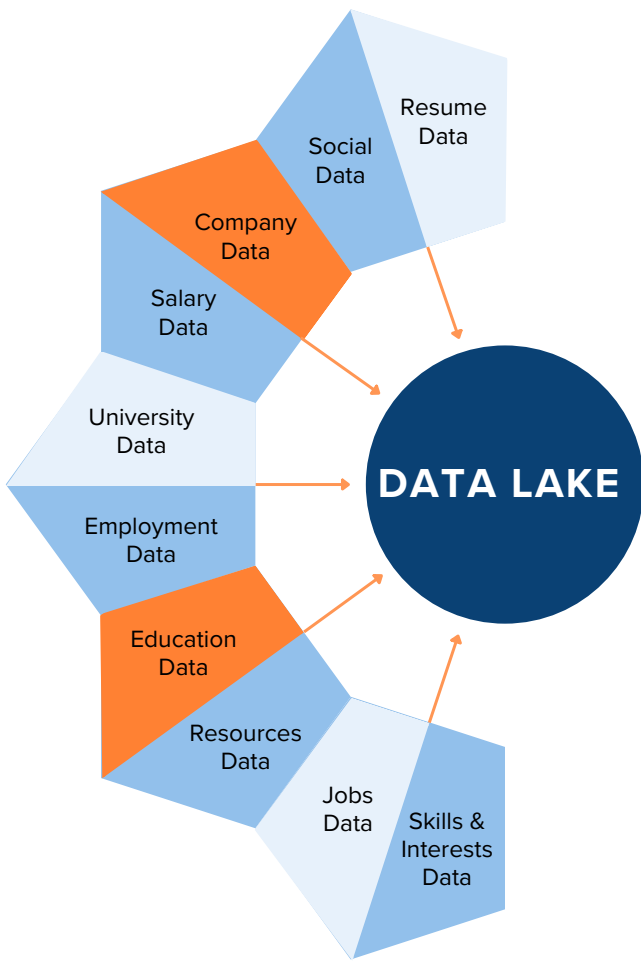 Resume
Data
Social
Data
Company
Data
Salary
Data
University
Data
DATA LAKE
Employment
Data
Education
Data
Resources
Data
Jobs
Data
Skills &
Interests
Data